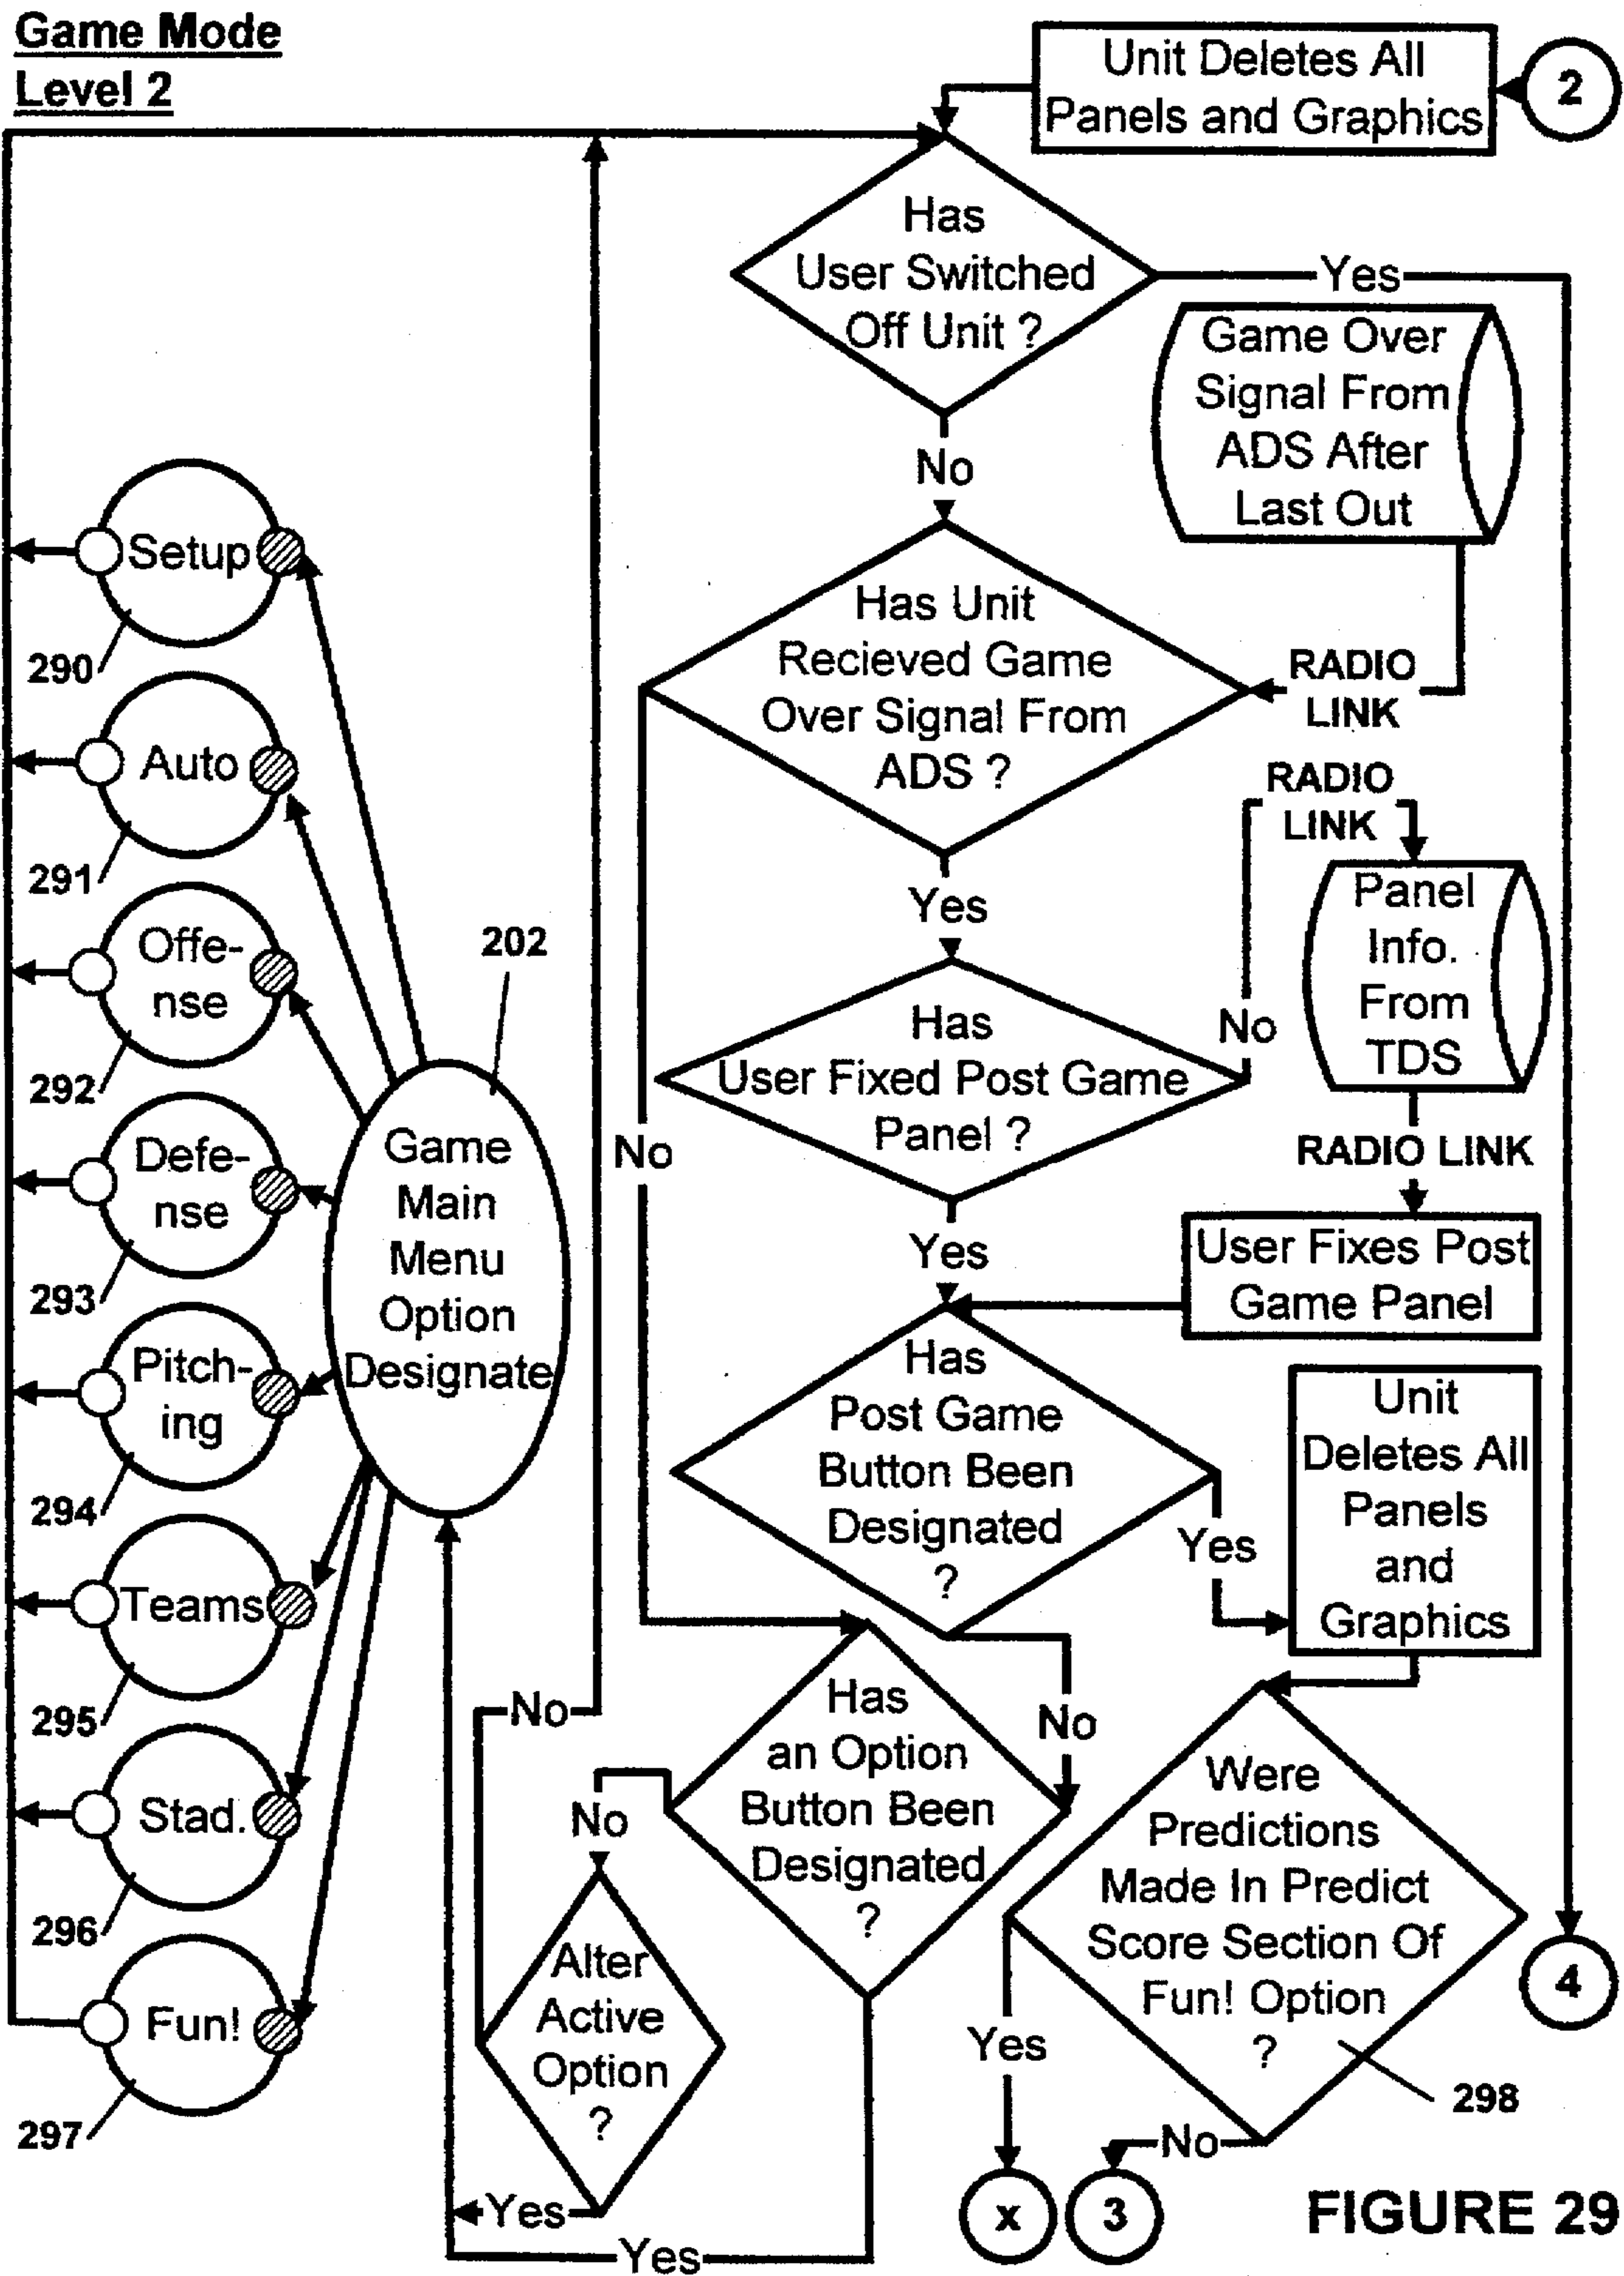 Game Mode
Level 2
Unit Deletes All
Panels and Graphics
2
Has
User Switched
Off Unit ?
Yes
No
Game Over
Signal From
ADS After
Last Out
RADIO
LINK
Has Unit
Recieved Game
Over Signal From
ADS ?
No
Yes
RADIO
LINK
Panel
Info.
From
TDS
RADIO LINK
Has
User Fixed Post Game
Panel ?
No
Yes
User Fixes Post
Game Panel
Has
Post Game
Button Been
Designated
?
Yes
No
Unit
Deletes All
Panels
and
Graphics
Has
an Option
Button Been
Designated
?
No
Yes
Alter
Active
Option
?
No
Yes
Were
Predictions
Made In Predict
Score Section Of
Fun! Option
?
298
Yes
No
x
3
4
Setup
290
Auto
291
Offe-
nse
292
Defe-
nse
293
Pitch-
ing
294
Teams
295
Stad.
296
Fun!
297
202
Game
Main
Menu
Option
Designate
FIGURE 29